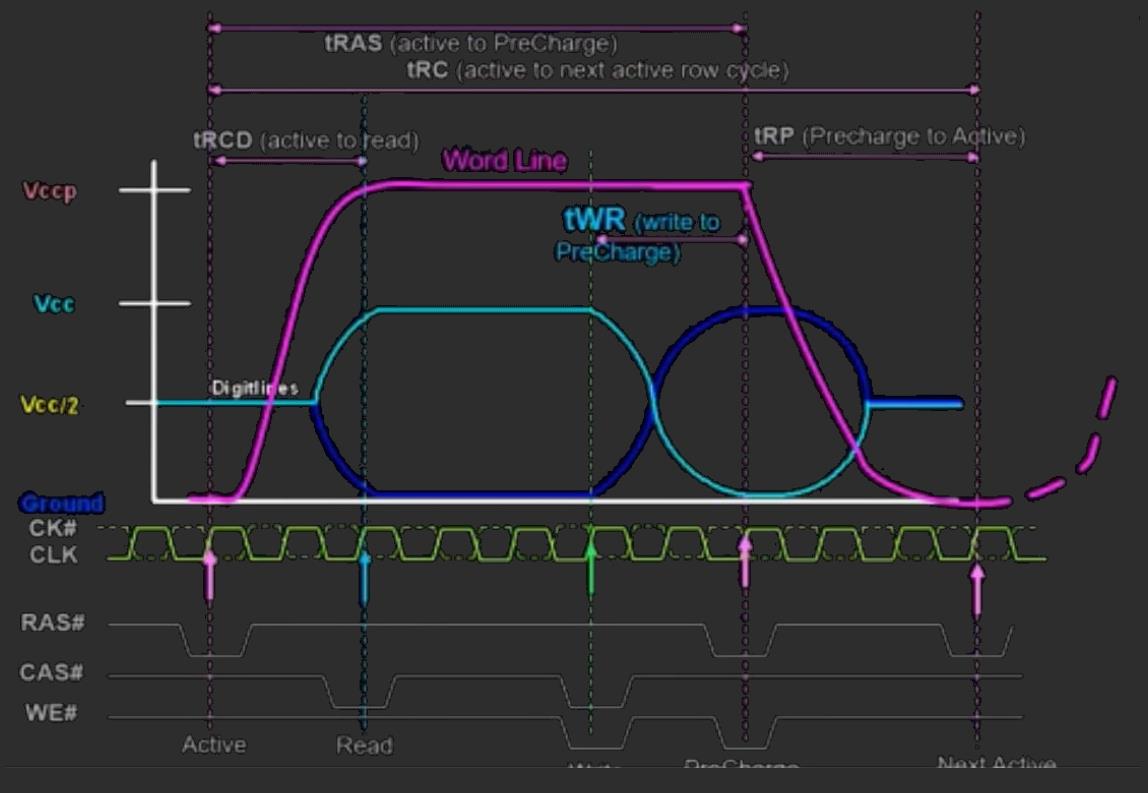 tRAS (active to PreCharge)
tRC (active to next active row cycle)
tRCD (active to read)
tRP (Precharge to Active)
Word Line
Vccp
tWR (write to
PreCharge)
Vcc
Digitlines
Vcc/2
Ground
CK#
CLK
RAS#
CAS#
WE#
Active
Read
Write
PreCharge
Next Active